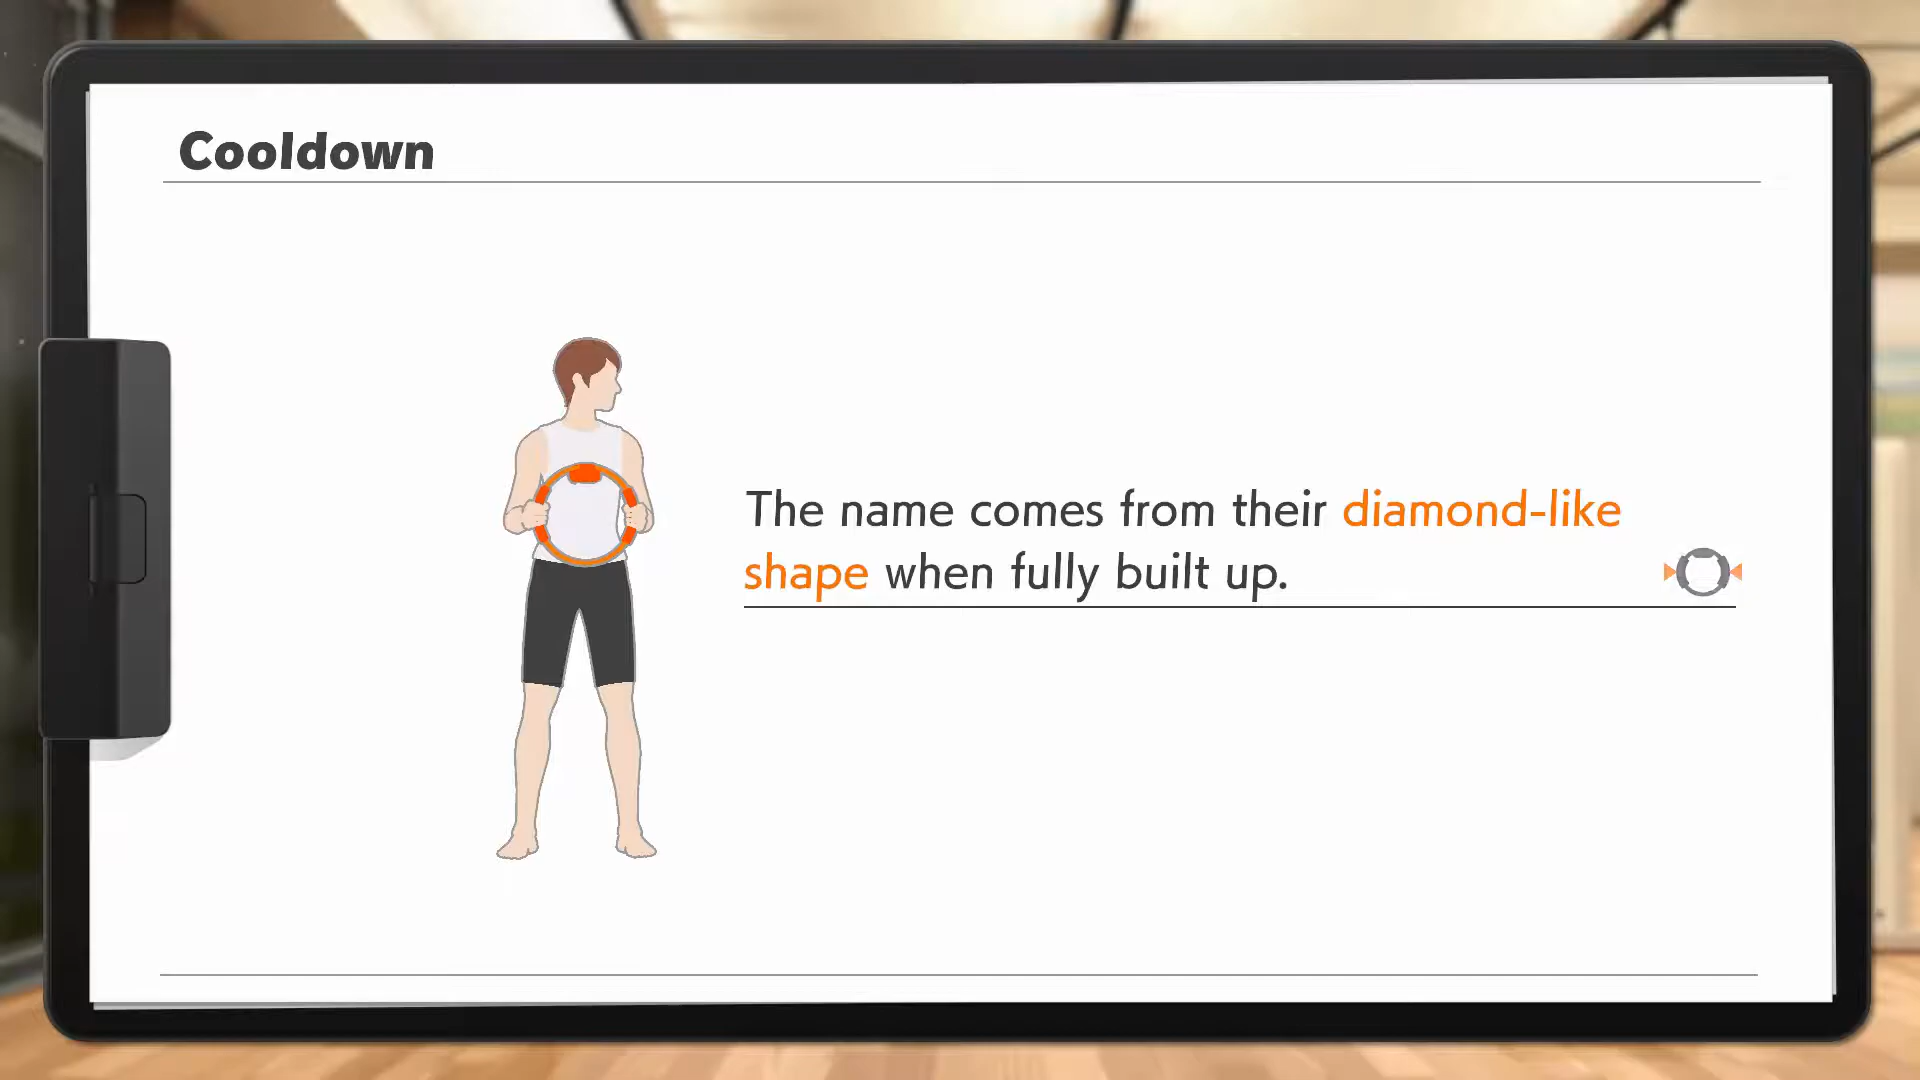 Cooldown
The name comes from their diamond-like
shape when fully built up.